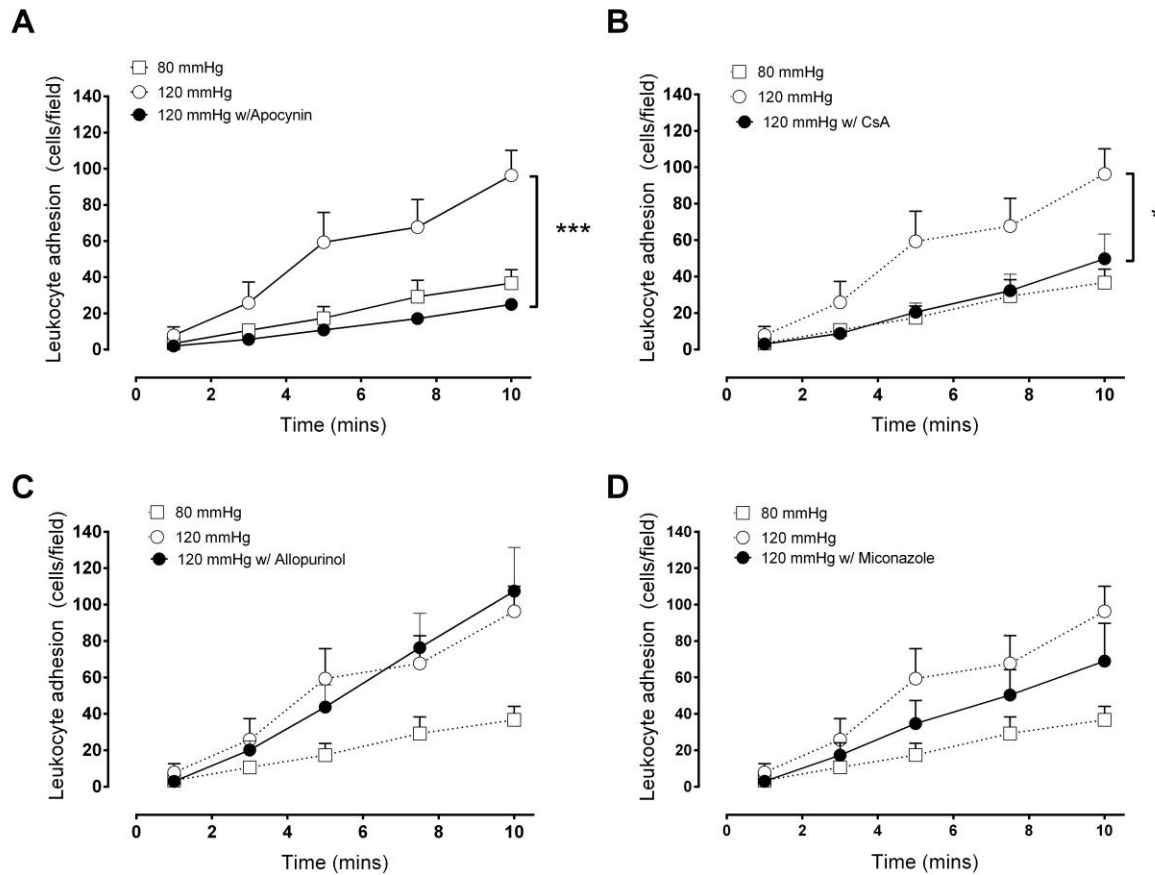 A
80 mmHg
120 mmHg
120 mmHg w/Apocynin
Leukocyte adhesion (cells/field)
140
120
100
80
60
40
20
0
***
0 2 4 6 8 10
Time (mins)
B
80 mmHg
120 mmHg
120 mmHg w/ CsA
Leukocyte adhesion (cells/field)
140
120
100
80
60
40
20
0
*
0 2 4 6 8 10
Time (mins)
C
80 mmHg
120 mmHg
120 mmHg w/ Allopurinol
Leukocyte adhesion (cells/field)
140
120
100
80
60
40
20
0
0 2 4 6 8 10
Time (mins)
D
80 mmHg
120 mmHg
120 mmHg w/ Miconazole
Leukocyte adhesion (cells/field)
140
120
100
80
60
40
20
0
0 2 4 6 8 10
Time (mins)